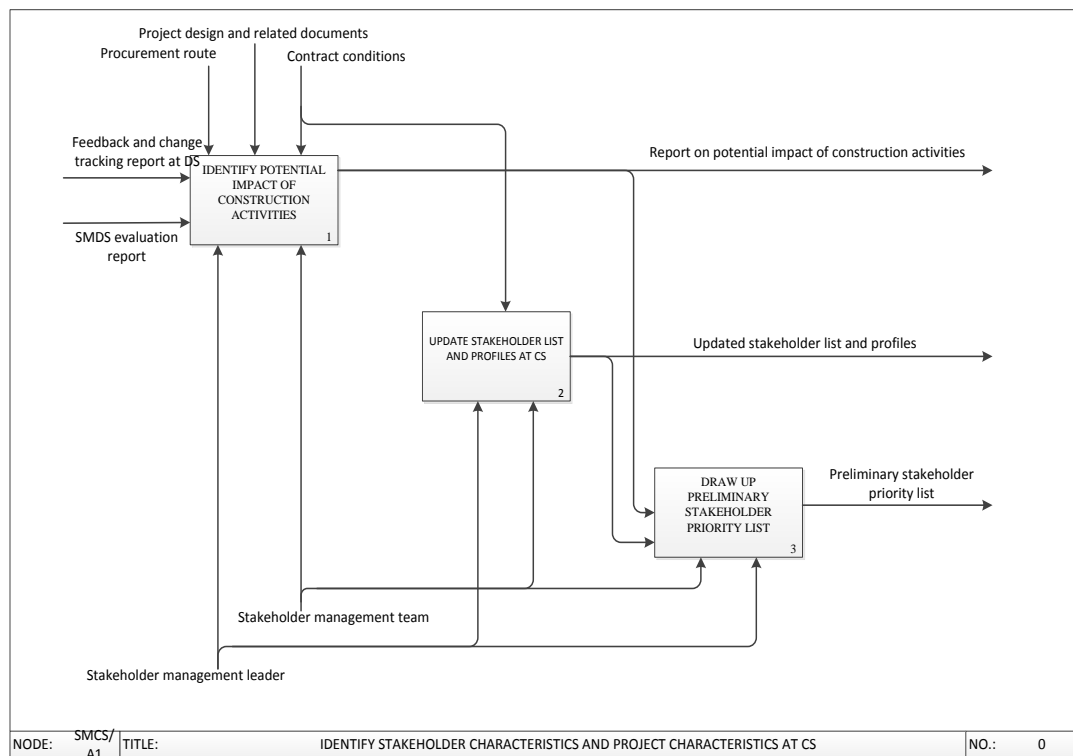 Project design and related documents
Procurement route
Contract conditions
Feedback and change
tracking report at DS
IDENTIFY POTENTIAL
IMPACT OF
CONSTRUCTION
ACTIVITIES
1
Report on potential impact of construction activities
SMDS evaluation
report
UPDATE STAKEHOLDER LIST
AND PROFILES AT CS
2
Updated stakeholder list and profiles
DRAW UP
PRELIMINARY
STAKEHOLDER
PRIORITY LIST
3
Preliminary stakeholder
priority list
Stakeholder management team
Stakeholder management leader
NODE:
SMCS/
A1
TITLE:
IDENTIFY STAKEHOLDER CHARACTERISTICS AND PROJECT CHARACTERISTICS AT CS
NO.:
0